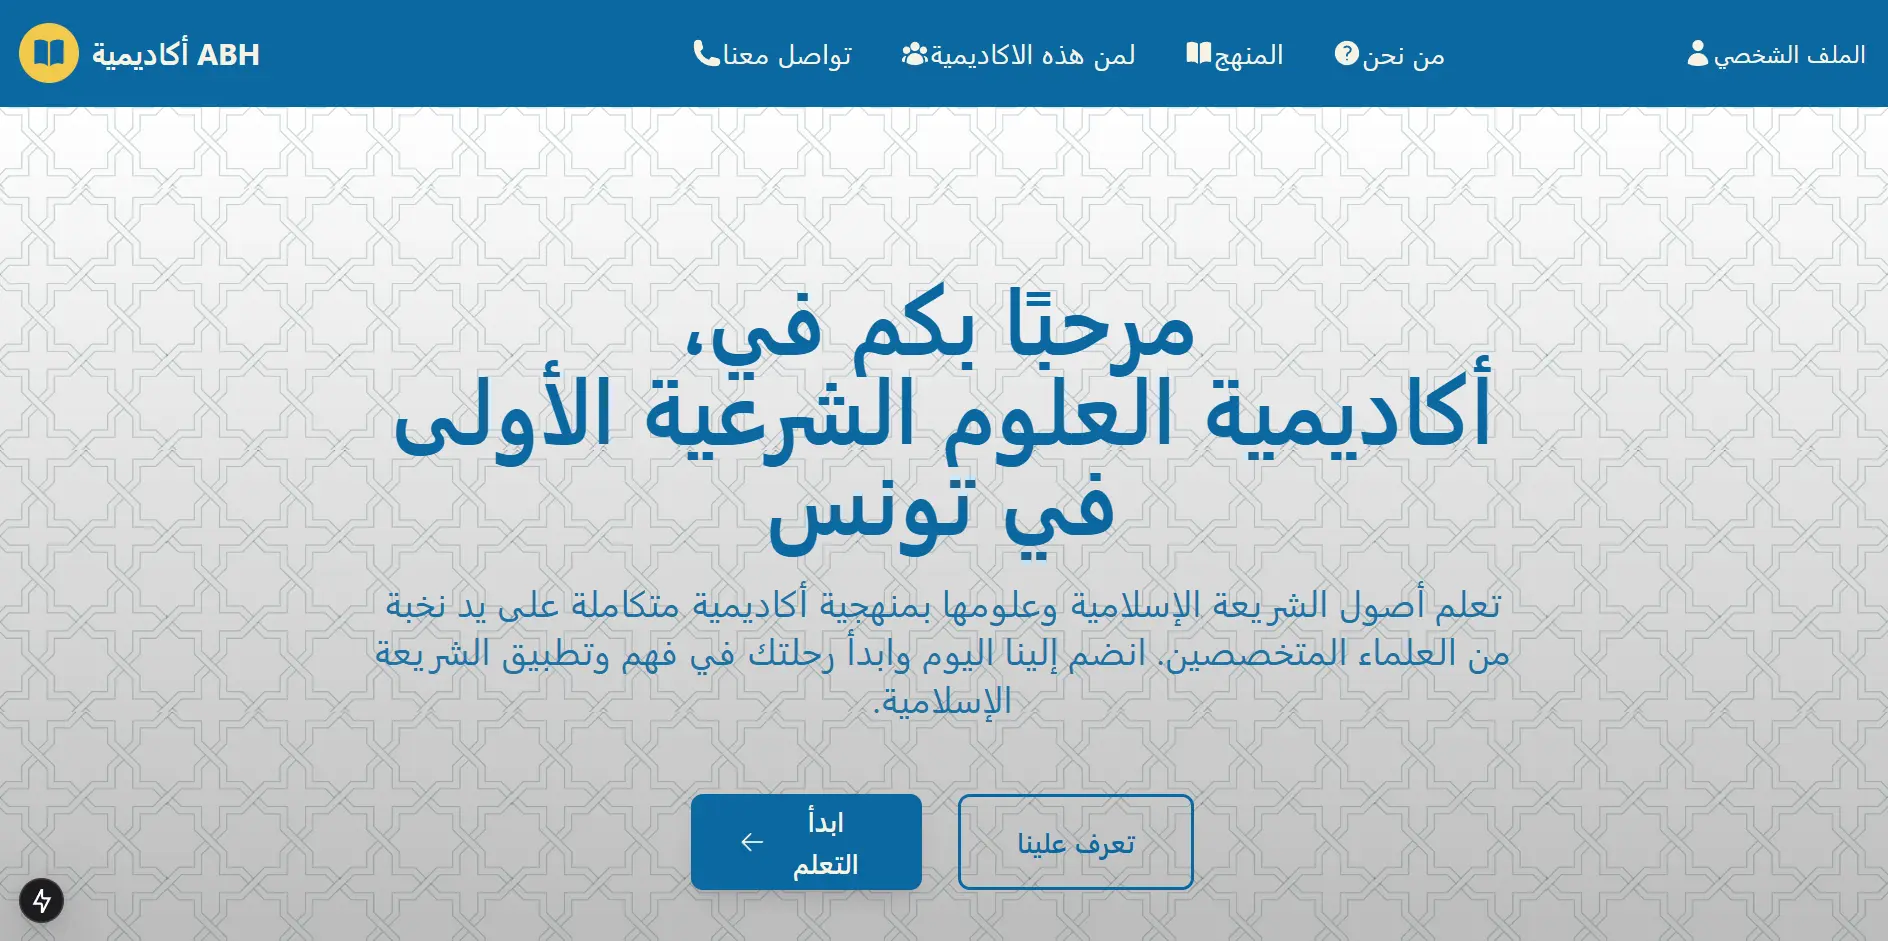 الملف الشخصي
من نحن
المنهج
لمن هذه الاكاديمية
تواصل معنا
ABH أكاديمية
مرحبًا بكم في،
أكاديمية العلوم الشرعية الأولى
في تونس
تعلم أصول الشريعة الإسلامية وعلومها بمنهجية أكاديمية متكاملة على يد نخبة
من العلماء المتخصصين. انضم إلينا اليوم وابدأ رحلتك في فهم وتطبيق الشريعة
الإسلامية.
تعرف علينا
ابدأ
التعلم